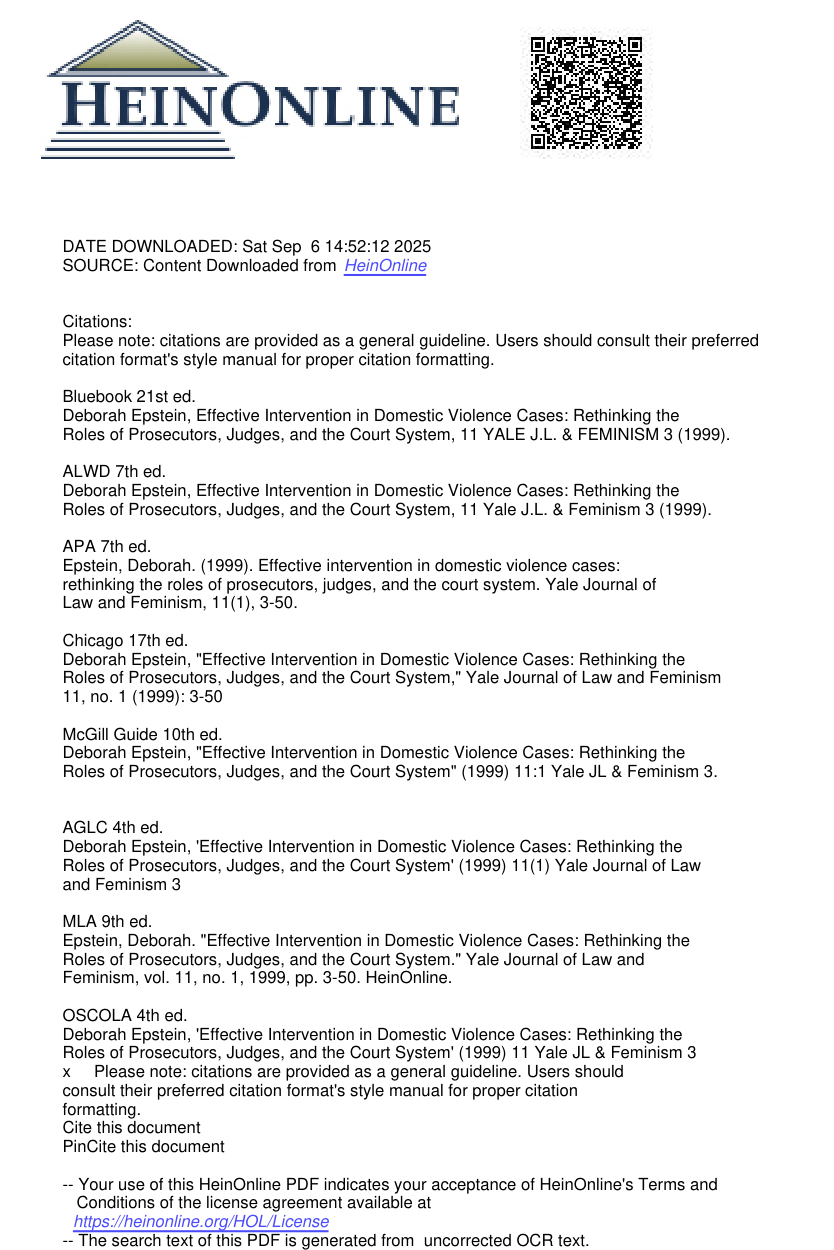 HEINONLINE
DATE DOWNLOADED: Sat Sep  6 14:52:12 2025
SOURCE: Content Downloaded from HeinOnline
Citations:
Please note: citations are provided as a general guideline. Users should consult their preferred
citation format's style manual for proper citation formatting.
Bluebook 21st ed.
Deborah Epstein, Effective Intervention in Domestic Violence Cases: Rethinking the
Roles of Prosecutors, Judges, and the Court System, 11 YALE J.L. & FEMINISM 3 (1999).
ALWD 7th ed.
Deborah Epstein, Effective Intervention in Domestic Violence Cases: Rethinking the
Roles of Prosecutors, Judges, and the Court System, 11 Yale J.L. & Feminism 3 (1999).
APA 7th ed.
Epstein, Deborah. (1999). Effective intervention in domestic violence cases:
rethinking the roles of prosecutors, judges, and the court system. Yale Journal of
Law and Feminism, 11(1), 3-50.
Chicago 17th ed.
Deborah Epstein, "Effective Intervention in Domestic Violence Cases: Rethinking the
Roles of Prosecutors, Judges, and the Court System," Yale Journal of Law and Feminism
11, no. 1 (1999): 3-50
McGill Guide 10th ed.
Deborah Epstein, "Effective Intervention in Domestic Violence Cases: Rethinking the
Roles of Prosecutors, Judges, and the Court System" (1999) 11:1 Yale JL & Feminism 3.
AGLC 4th ed.
Deborah Epstein, 'Effective Intervention in Domestic Violence Cases: Rethinking the
Roles of Prosecutors, Judges, and the Court System' (1999) 11(1) Yale Journal of Law
and Feminism 3
MLA 9th ed.
Epstein, Deborah. "Effective Intervention in Domestic Violence Cases: Rethinking the
Roles of Prosecutors, Judges, and the Court System." Yale Journal of Law and
Feminism, vol. 11, no. 1, 1999, pp. 3-50. HeinOnline.
OSCOLA 4th ed.
Deborah Epstein, 'Effective Intervention in Domestic Violence Cases: Rethinking the
Roles of Prosecutors, Judges, and the Court System' (1999) 11 Yale JL & Feminism 3
x Please note: citations are provided as a general guideline. Users should
consult their preferred citation format's style manual for proper citation
formatting.
Cite this document
PinCite this document
-- Your use of this HeinOnline PDF indicates your acceptance of HeinOnline's Terms and
Conditions of the license agreement available at
https://heinonline.org/HOL/License
-- The search text of this PDF is generated from uncorrected OCR text.